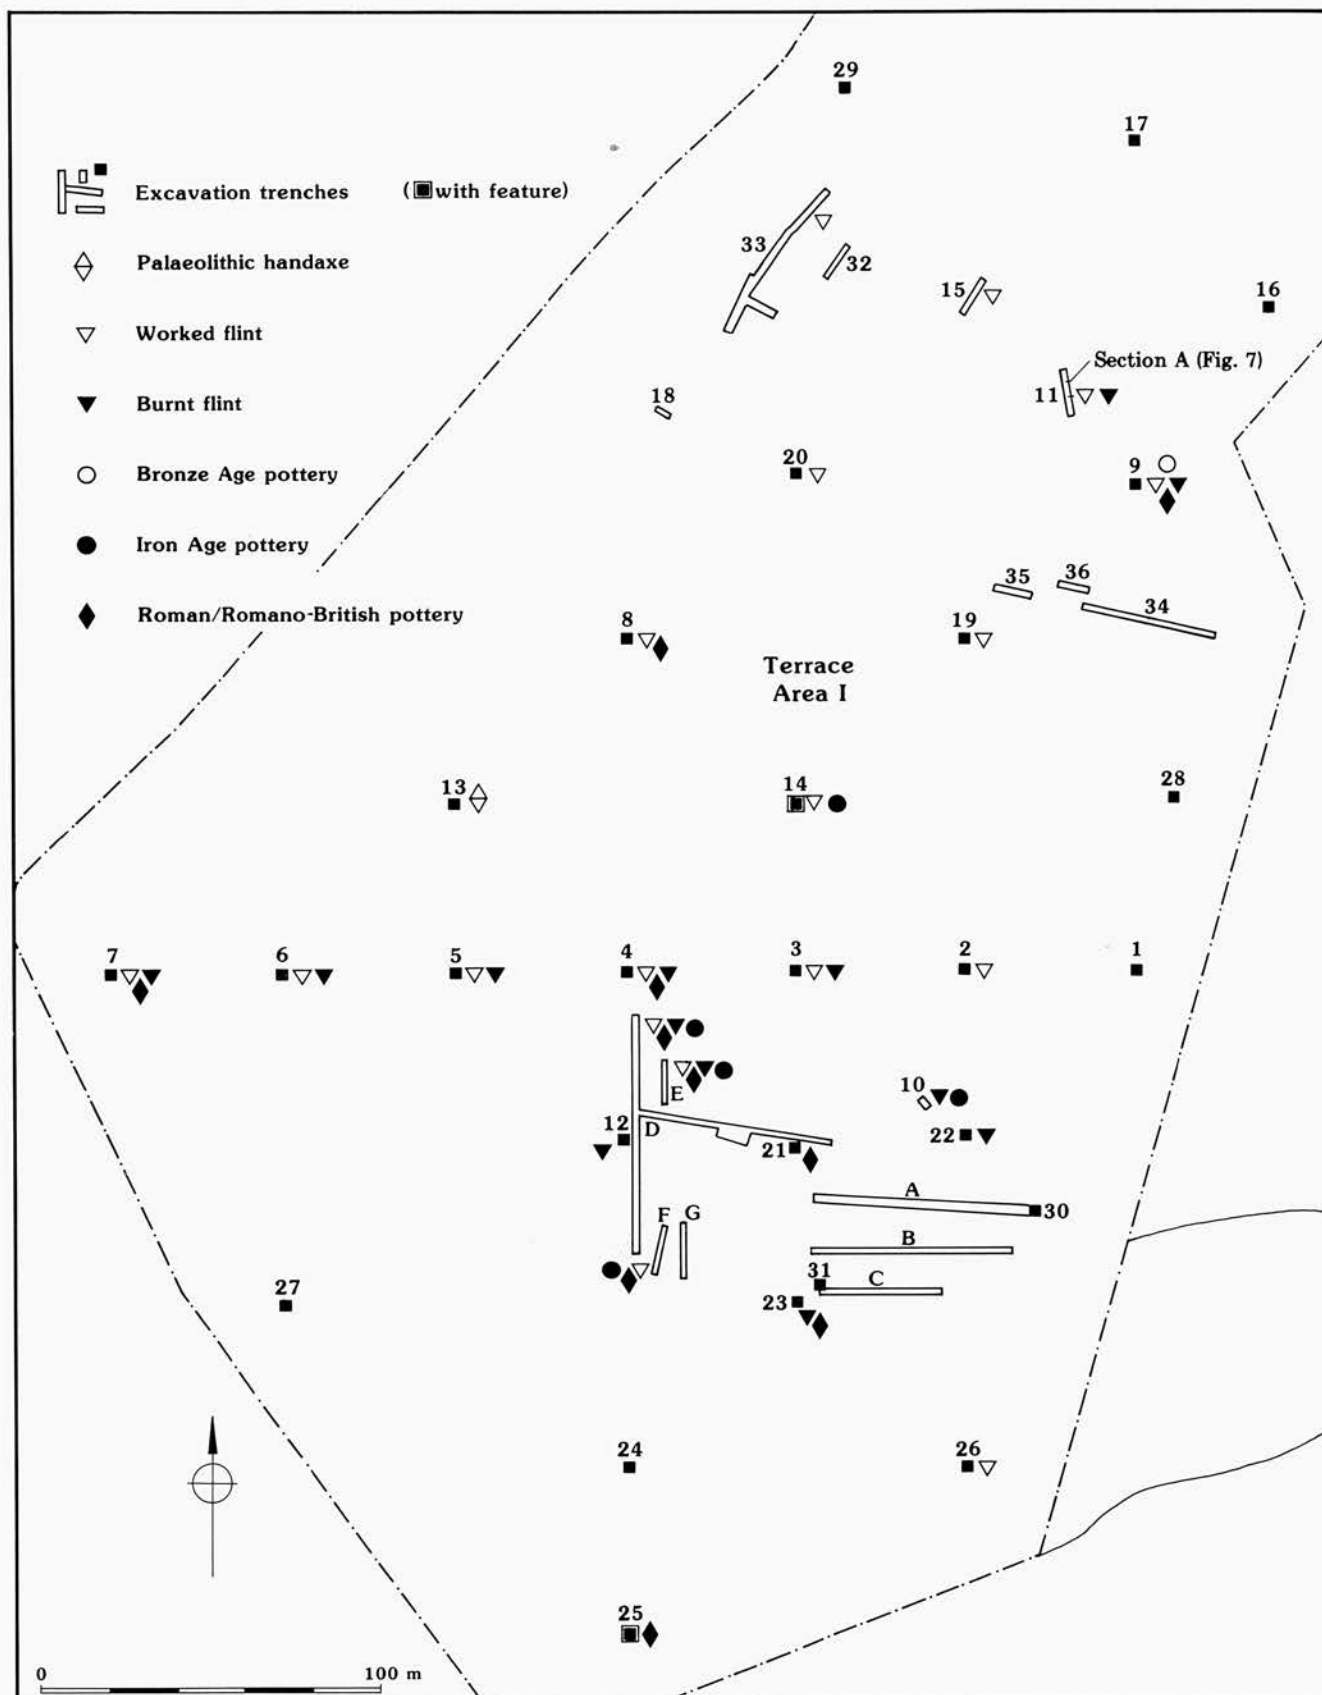 29
17
Excavation trenches (with feature)
33
32
Palaeolithic handaxe
15
16
Worked flint
Section A (Fig. 7)
18
11
Burnt flint
20
9
Bronze Age pottery
Iron Age pottery
35
36
34
Roman/Romano-British pottery
8
19
Terrace
Area I
13
14
28
7
6
5
4
3
2
1
E
10
12
D
21
22
A
30
F
G
B
31
C
23
27
24
26
25
0
100 m